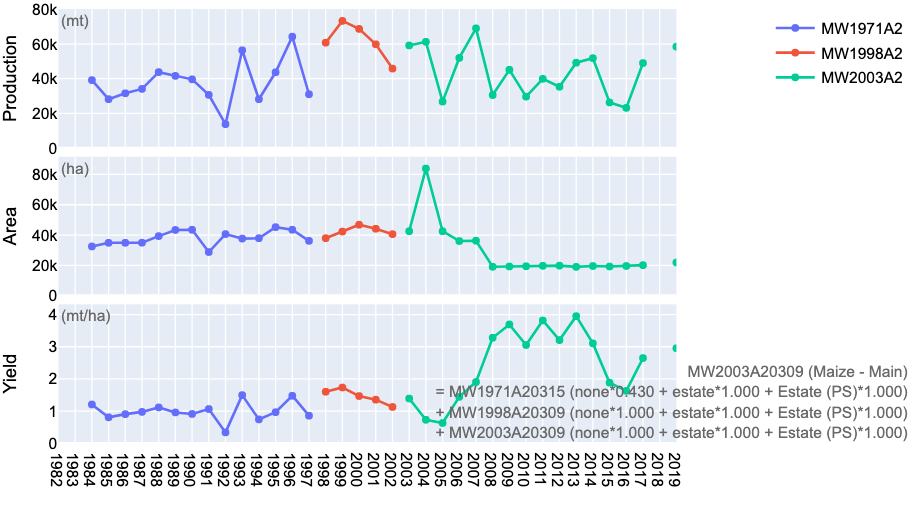 Production
(mt)
80k
60k
40k
20k
0
MW1971A2
MW1998A2
MW2003A2
Area
(ha)
80k
60k
40k
20k
0
Yield
(mt/ha)
4
3
2
1
0
MW2003A20309 (Maize - Main)
= MW1971A20315 (none*0.430 + estate*1.000 + Estate (PS)*1.000)
+ MW1998A20309 (none*1.000 + estate*1.000 + Estate (PS)*1.000)
+ MW2003A20309 (none*1.000 + estate*1.000 + Estate (PS)*1.000)
1982
1983
1984
1985
1986
1987
1988
1989
1990
1991
1992
1993
1994
1995
1996
1997
1998
1999
2000
2001
2002
2003
2004
2005
2006
2007
2008
2009
2010
2011
2012
2013
2014
2015
2016
2017
2018
2019